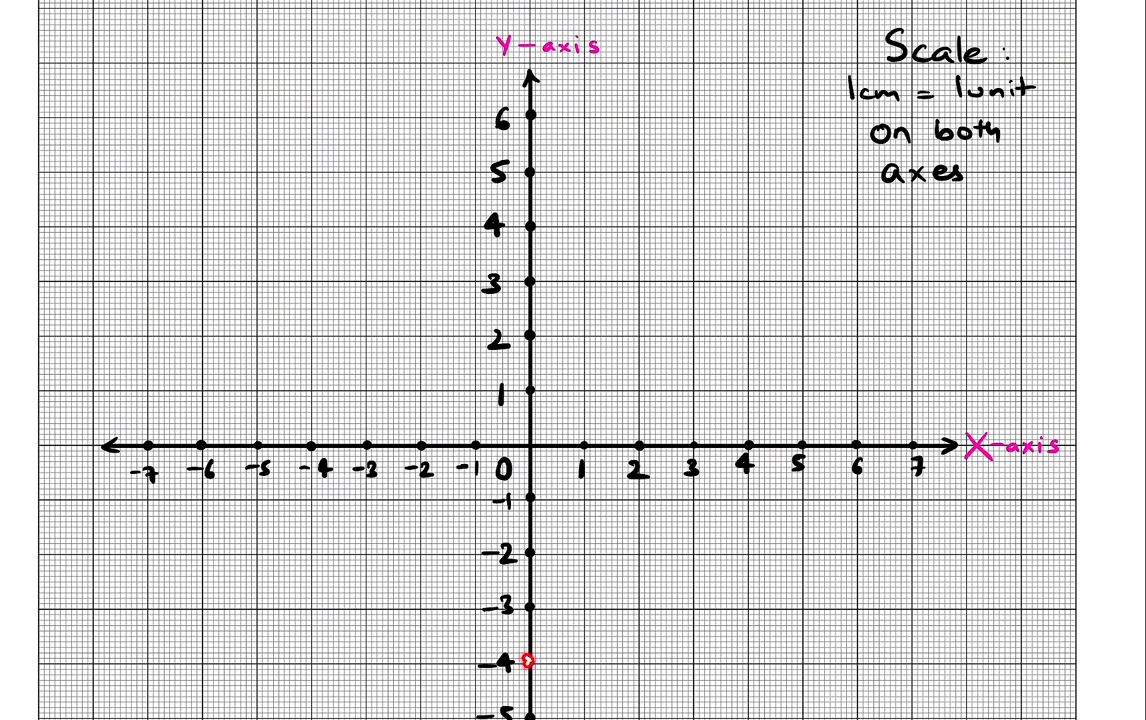 Y-axis
Scale:
1cm = 1unit
on both
axes
6
5
4
3
2
1
X-axis
-7 -6 -5 -4 -3 -2 -1 0 1 2 3 4 5 6 7
-1
-2
-3
-4
-5